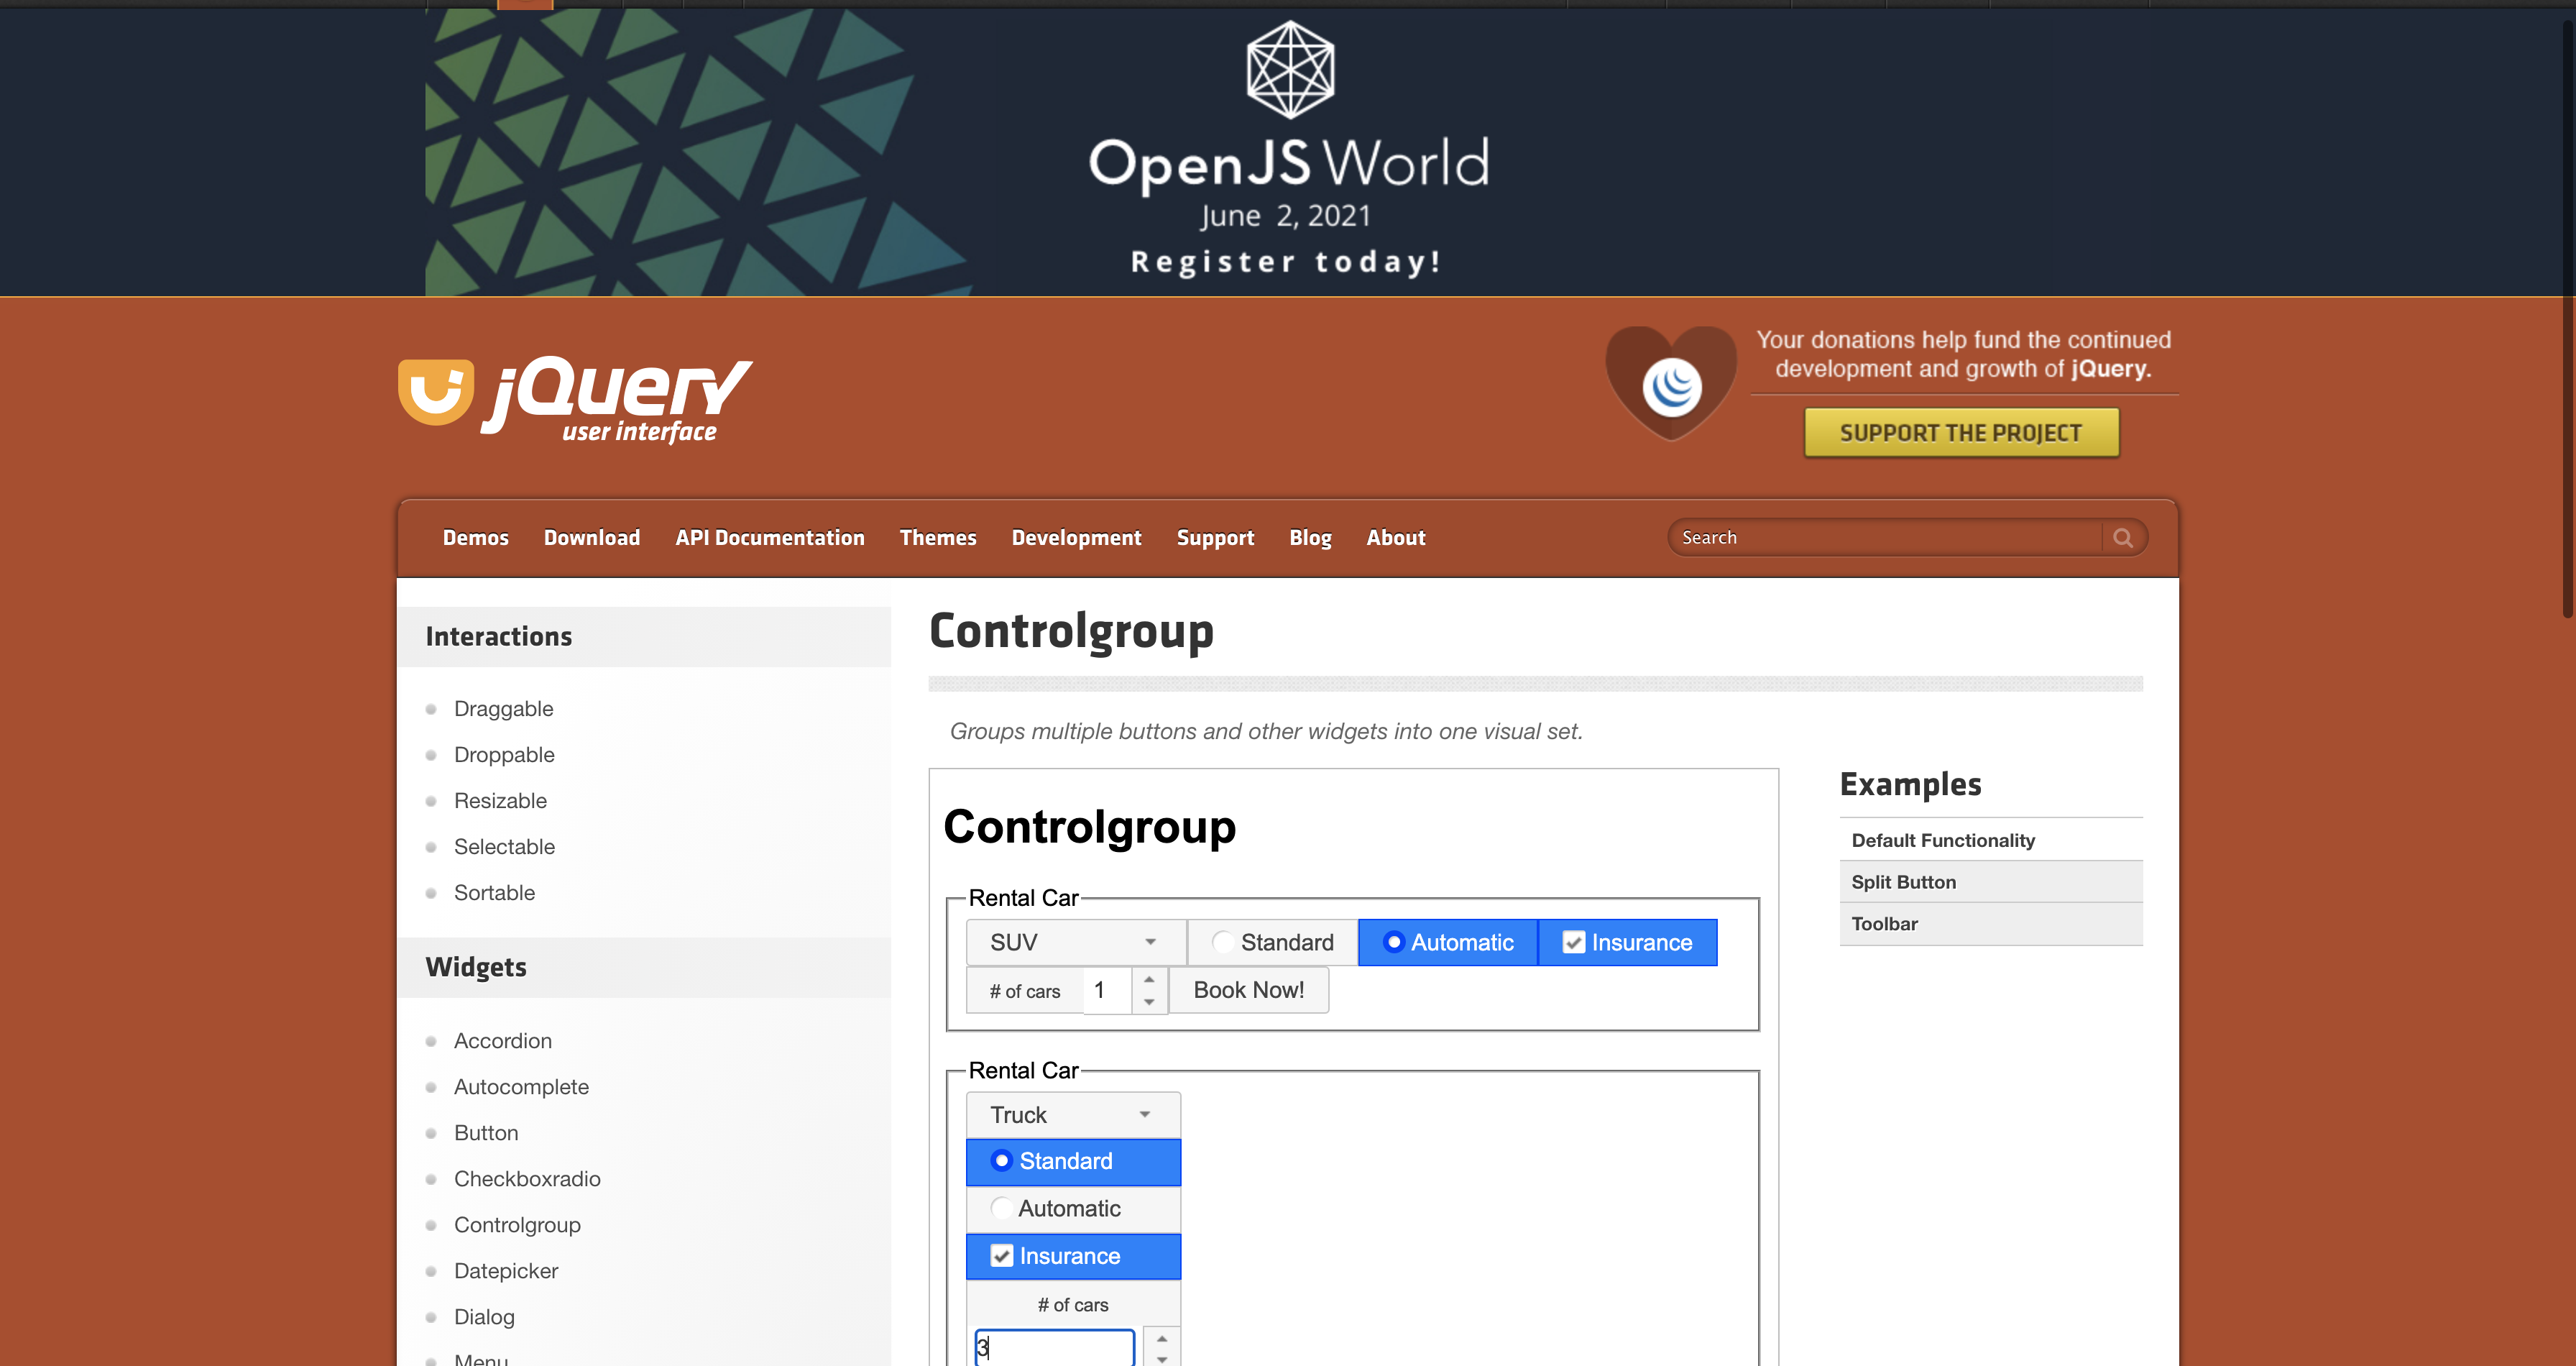 OpenJS World
June 2, 2021
Register today!
jQuery
user interface
Your donations help fund the continued
development and growth of jQuery.
SUPPORT THE PROJECT
Demos Download API Documentation Themes Development Support Blog About Search
Interactions
Draggable
Droppable
Resizable
Selectable
Sortable
Widgets
Accordion
Autocomplete
Button
Checkboxradio
Controlgroup
Datepicker
Dialog
Menu
Controlgroup
Groups multiple buttons and other widgets into one visual set.
Controlgroup
Rental Car
SUV Standard Automatic Insurance
# of cars 1 Book Now!
Rental Car
Truck
Standard
Automatic
Insurance
# of cars
3
Examples
Default Functionality
Split Button
Toolbar